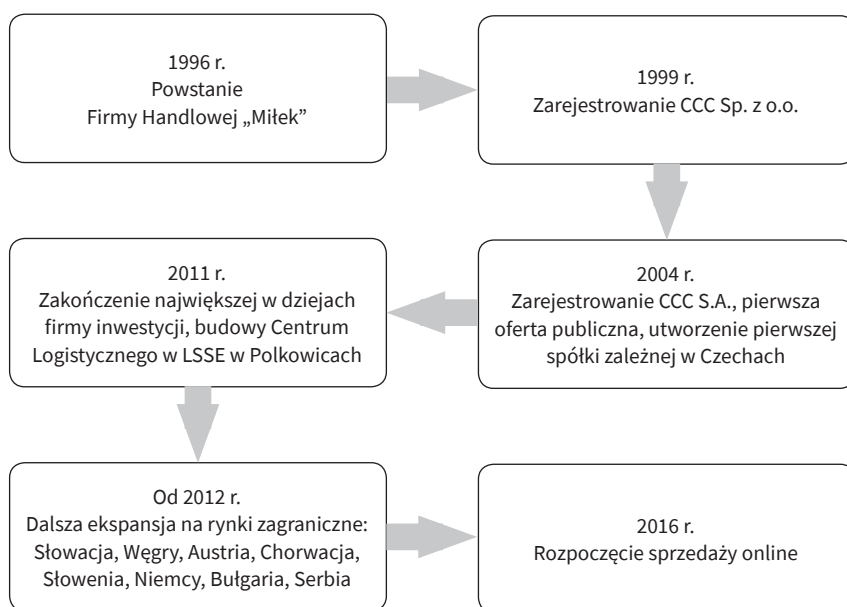 1996 r.
Powstanie
Firmy Handlowej „Miłek”
1999 r.
Zarejestrowanie CCC Sp. z o.o.
2004 r.
Zarejestrowanie CCC S.A., pierwsza
oferta publiczna, utworzenie pierwszej
spółki zależnej w Czechach
2011 r.
Zakończenie największej w dziejach
firmy inwestycji, budowy Centrum
Logistycznego w LSSE w Polkowicach
Od 2012 r.
Dalsza ekspansja na rynki zagraniczne:
Słowacja, Węgry, Austria, Chorwacja,
Słowenia, Niemcy, Bułgaria, Serbia
2016 r.
Rozpoczęcie sprzedaży online